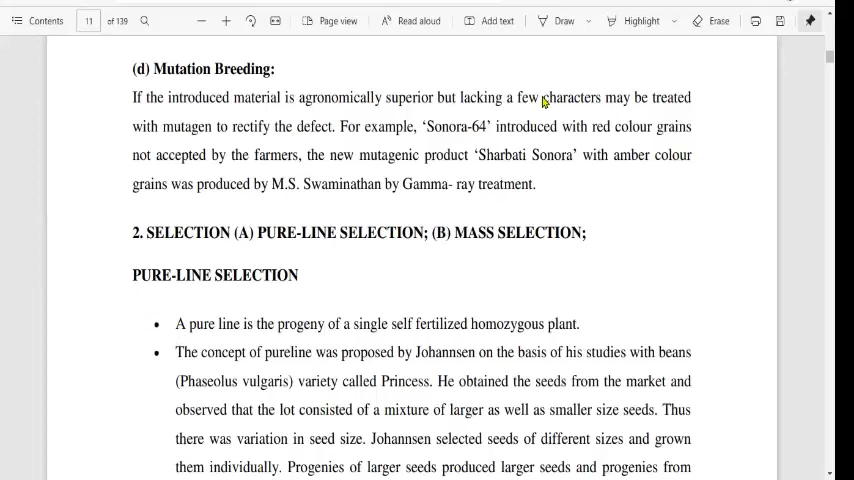 Contents 11 of 139 Page view Read aloud Add text Draw Highlight Erase
(d) Mutation Breeding:
If the introduced material is agronomically superior but lacking a few characters may be treated
with mutagen to rectify the defect. For example, ‘Sonora-64’ introduced with red colour grains
not accepted by the farmers, the new mutagenic product ‘Sharbati Sonora’ with amber colour
grains was produced by M.S. Swaminathan by Gamma- ray treatment.
2. SELECTION (A) PURE-LINE SELECTION; (B) MASS SELECTION;
PURE-LINE SELECTION
• A pure line is the progeny of a single self fertilized homozygous plant.
• The concept of pureline was proposed by Johannsen on the basis of his studies with beans
(Phaseolus vulgaris) variety called Princess. He obtained the seeds from the market and
observed that the lot consisted of a mixture of larger as well as smaller size seeds. Thus
there was variation in seed size. Johannsen selected seeds of different sizes and grown
them individually. Progenies of larger seeds produced larger seeds and progenies from